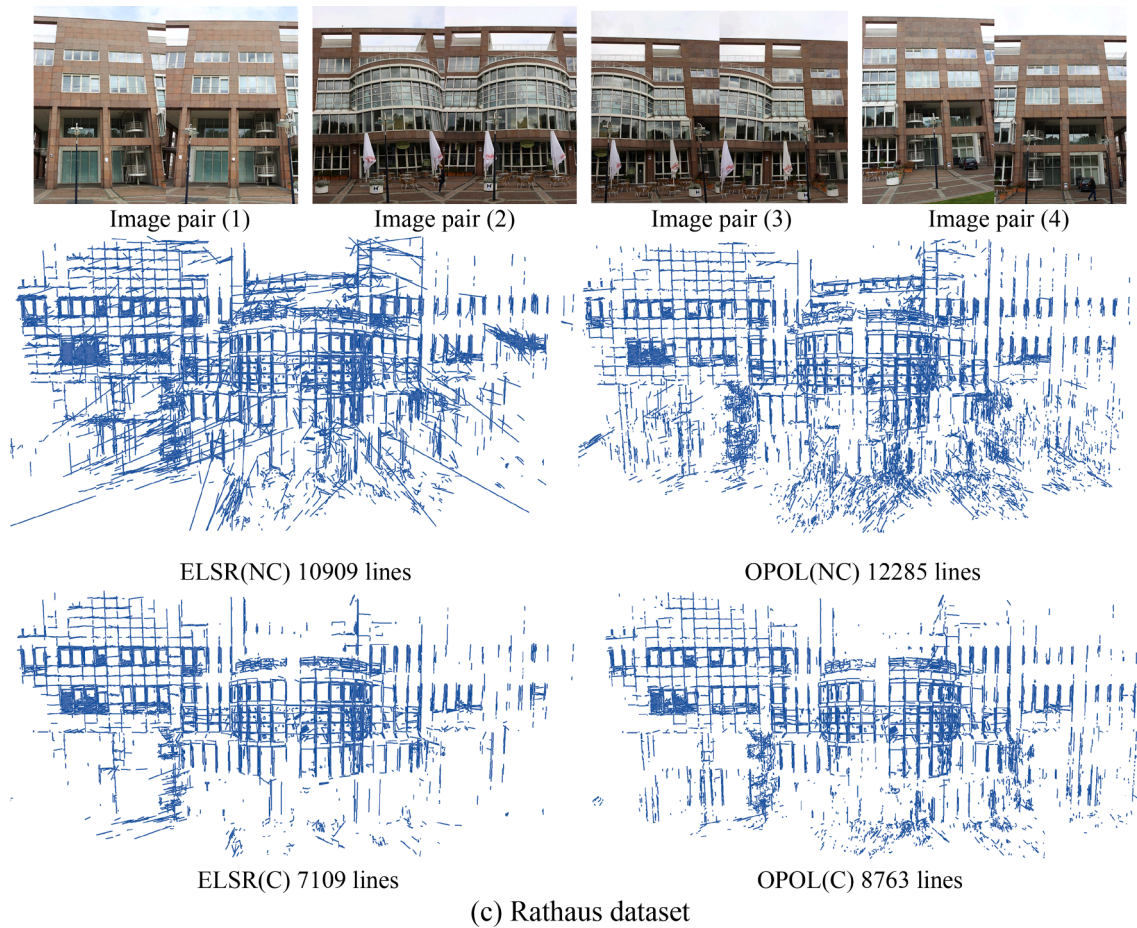 Image pair (1)
Image pair (2)
Image pair (3)
Image pair (4)
ELSR(NC) 10909 lines
OPOL(NC) 12285 lines
ELSR(C) 7109 lines
OPOL(C) 8763 lines
(c) Rathaus dataset